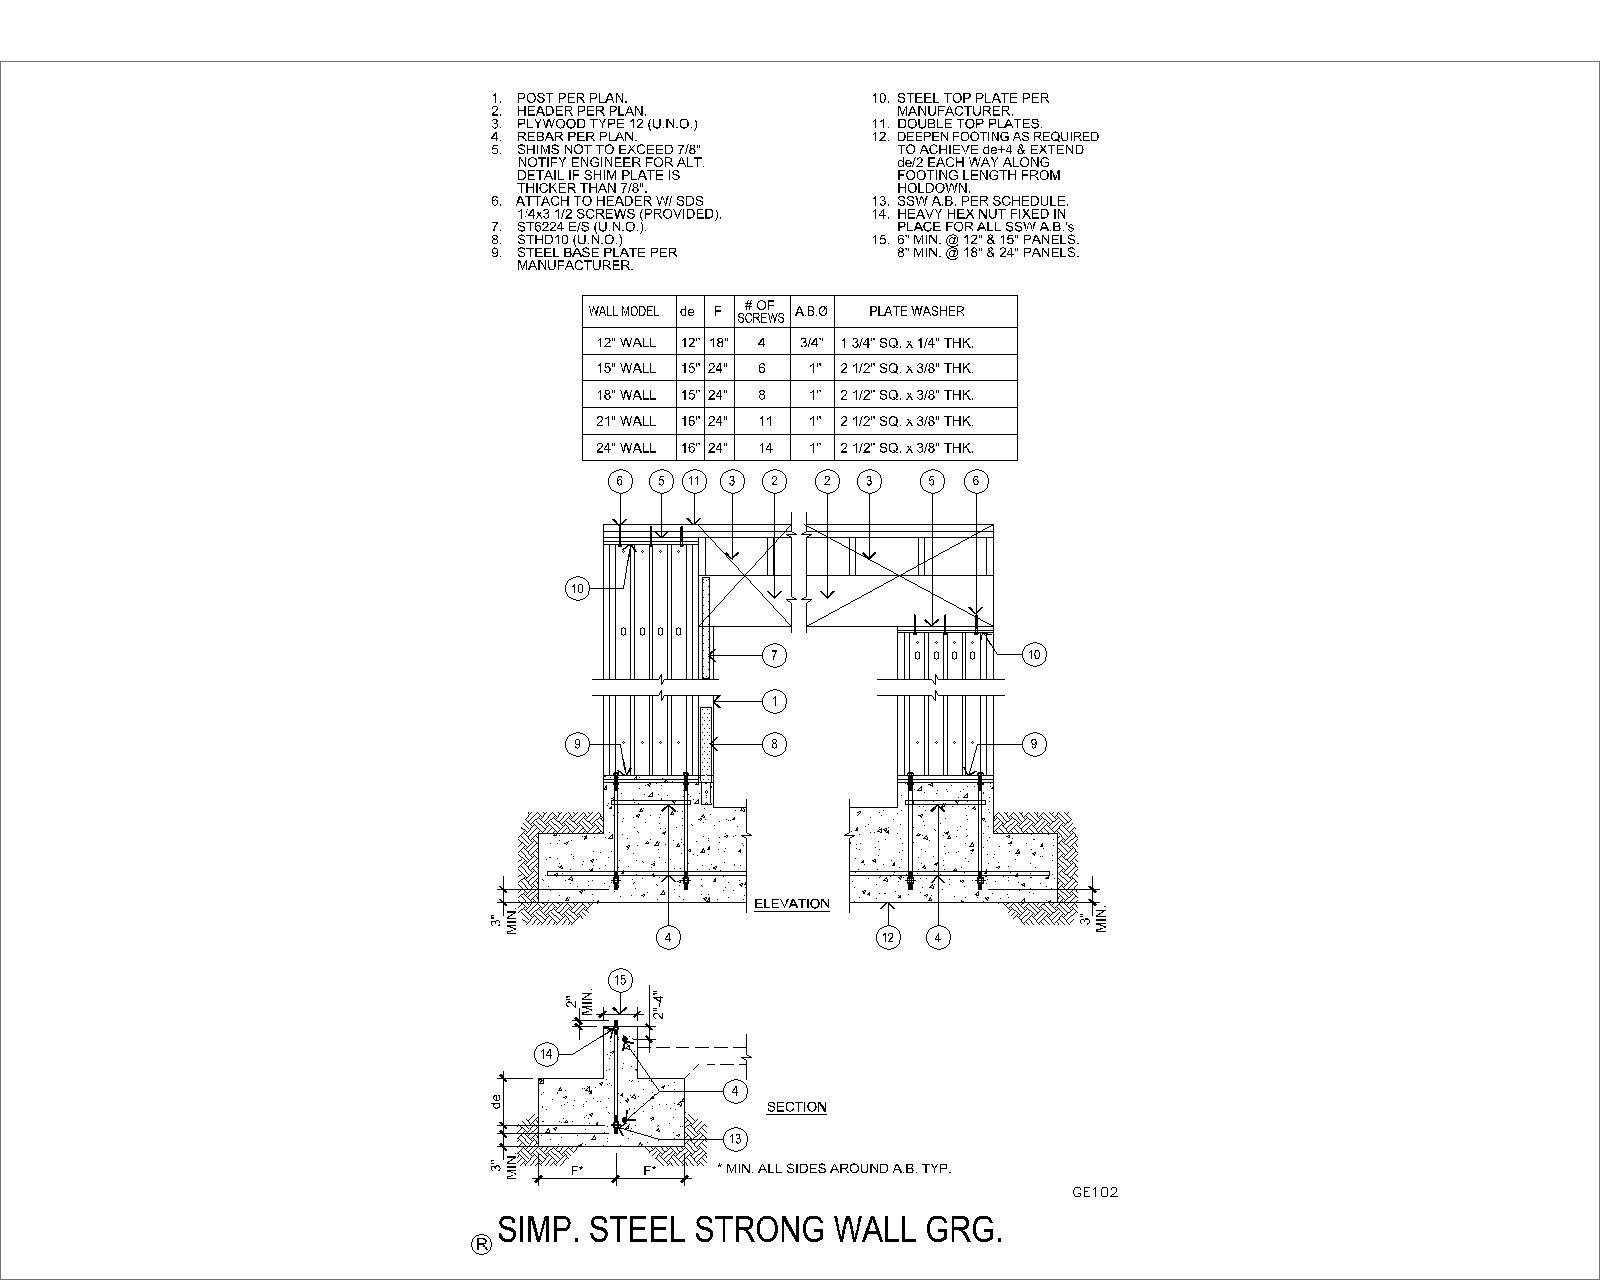 1. POST PER PLAN.
2. HEADER PER PLAN.
3. PLYWOOD TYPE 12 (U.N.O.)
4. REBAR PER PLAN.
5. SHIMS NOT TO EXCEED 7/8"
NOTIFY ENGINEER FOR ALT.
DETAIL IF SHIM PLATE IS
THICKER THAN 7/8".
6. ATTACH TO HEADER W/ SDS
1/4x3 1/2 SCREWS (PROVIDED).
7. ST6224 E/S (U.N.O.).
8. STHD10 (U.N.O.)
9. STEEL BASE PLATE PER
MANUFACTURER.
10. STEEL TOP PLATE PER
MANUFACTURER.
11. DOUBLE TOP PLATES.
12. DEEPEN FOOTING AS REQUIRED
TO ACHIEVE de+4 & EXTEND
de/2 EACH WAY ALONG
FOOTING LENGTH FROM
HOLDOWN.
13. SSW A.B. PER SCHEDULE.
14. HEAVY HEX NUT FIXED IN
PLACE FOR ALL SSW A.B.'s
15. 6" MIN. @ 12" & 15" PANELS.
8" MIN. @ 18" & 24" PANELS.
WALL MODEL de F # OF SCREWS A.B.Ø PLATE WASHER
12" WALL 12" 18" 4 3/4" 1 3/4" SQ. x 1/4" THK.
15" WALL 15" 24" 6 1" 2 1/2" SQ. x 3/8" THK.
18" WALL 15" 24" 8 1" 2 1/2" SQ. x 3/8" THK.
21" WALL 16" 24" 11 1" 2 1/2" SQ. x 3/8" THK.
24" WALL 16" 24" 14 1" 2 1/2" SQ. x 3/8" THK.
6 5 11 3 2 2 3 5 6
10
7 10
1
9 8 9
ELEVATION
3" MIN.
3" MIN.
4 12 4
15
2" MIN.
2"-4"
14
4
de
SECTION
13
3" MIN.
F* F* * MIN. ALL SIDES AROUND A.B. TYP.
GE102
® SIMP. STEEL STRONG WALL GRG.